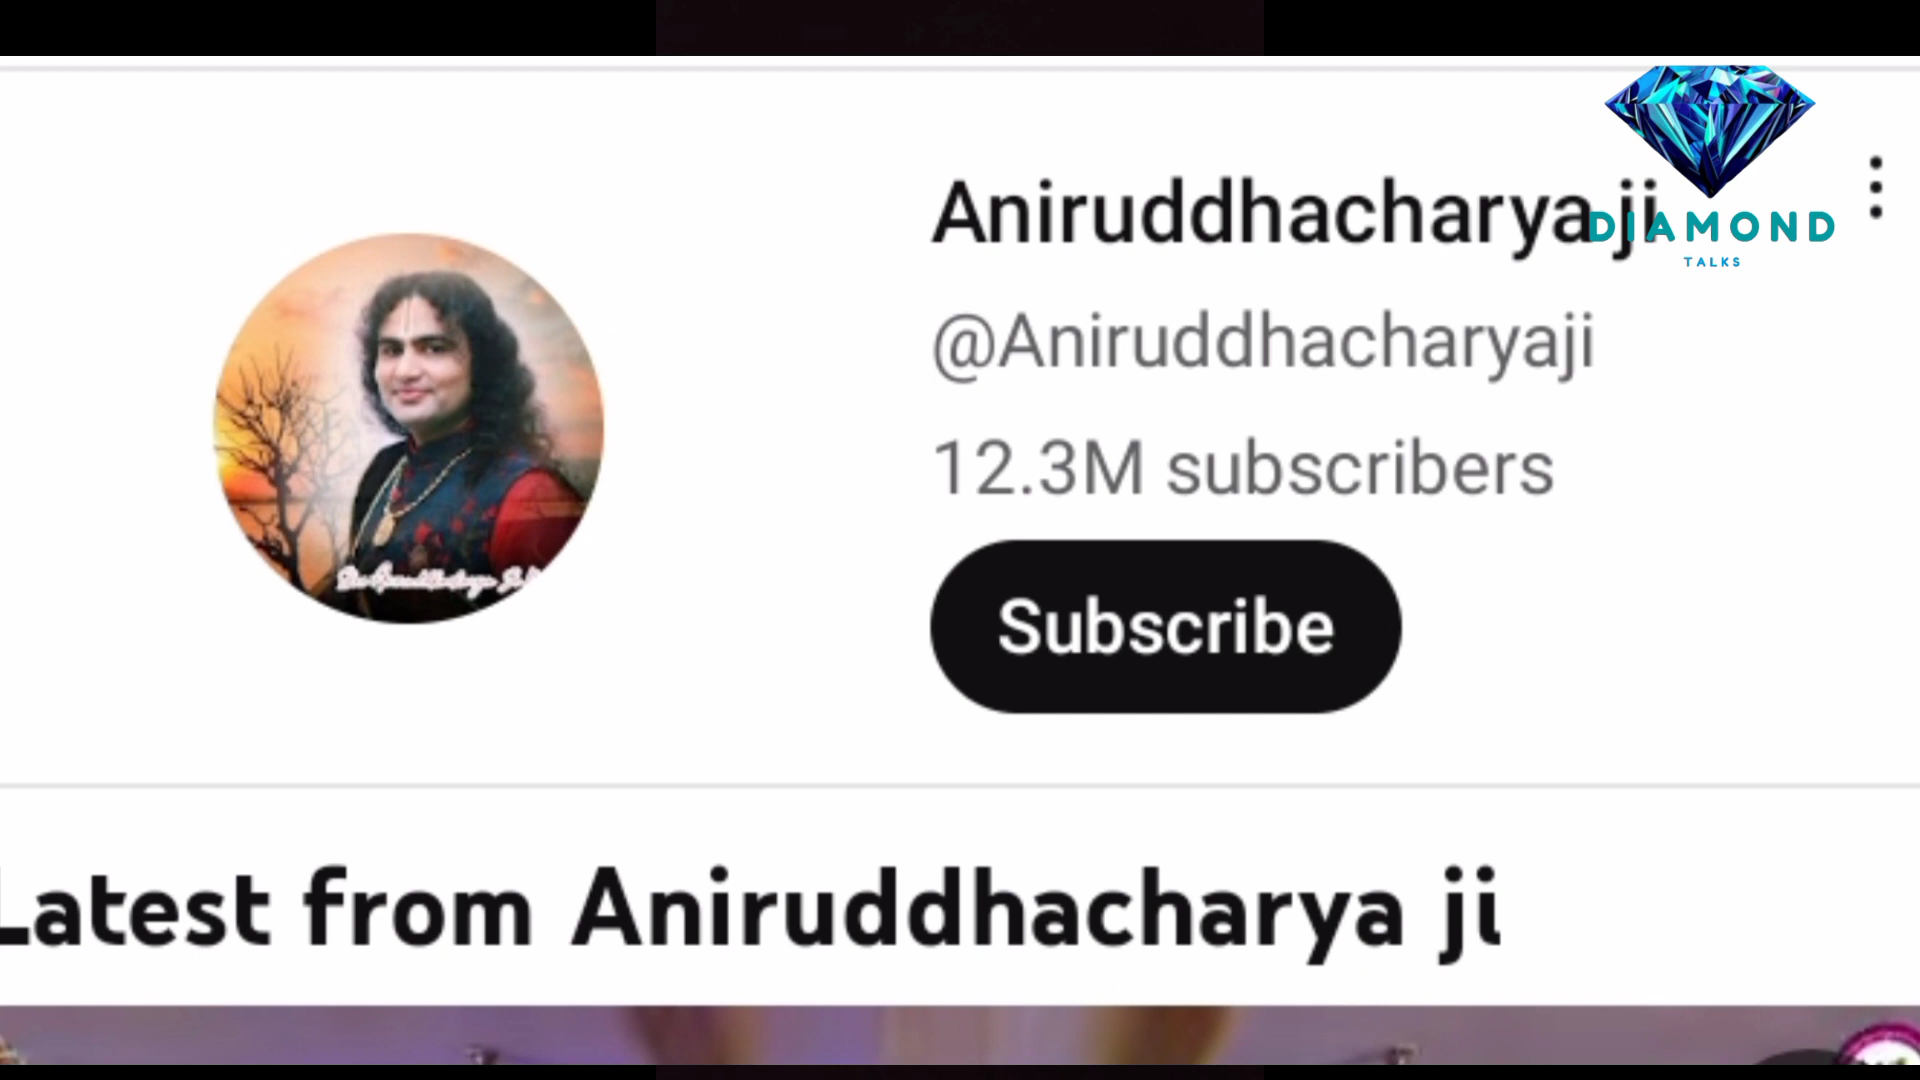 Aniruddhacharya ji
DIAMOND
TALKS
@Aniruddhacharyaji
12.3M subscribers
Subscribe
Latest from Aniruddhacharya ji